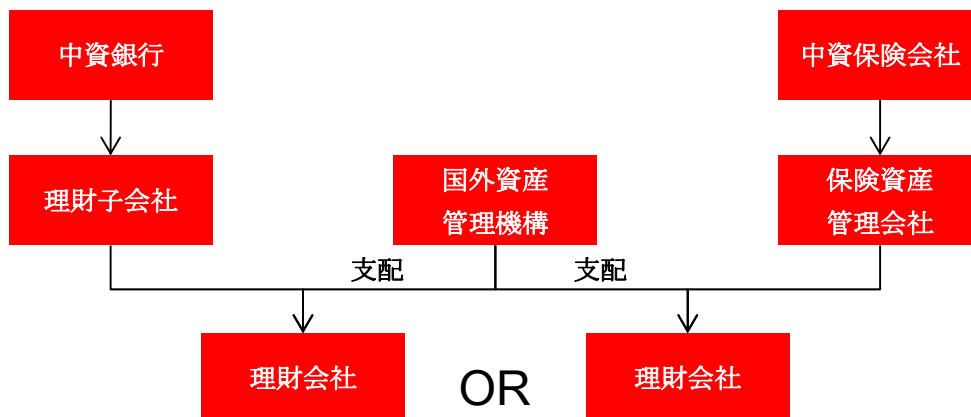 中資銀行
中資保険会社
理財子会社
国外資産
管理機構
保険資産
管理会社
支配
支配
理財会社
OR
理財会社